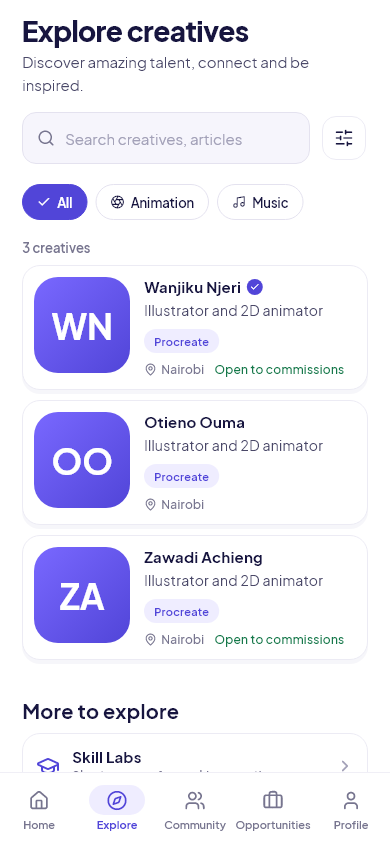 Explore creatives
Discover amazing talent, connect and be
inspired.
Search creatives, articles
All
Animation
Music
3 creatives
WN
Wanjiku Njeri
Illustrator and 2D animator
Procreate
Nairobi
Open to commissions
OO
Otieno Ouma
Illustrator and 2D animator
Procreate
Nairobi
ZA
Zawadi Achieng
Illustrator and 2D animator
Procreate
Nairobi
Open to commissions
More to explore
Skill Labs
Home
Explore
Community
Opportunities
Profile